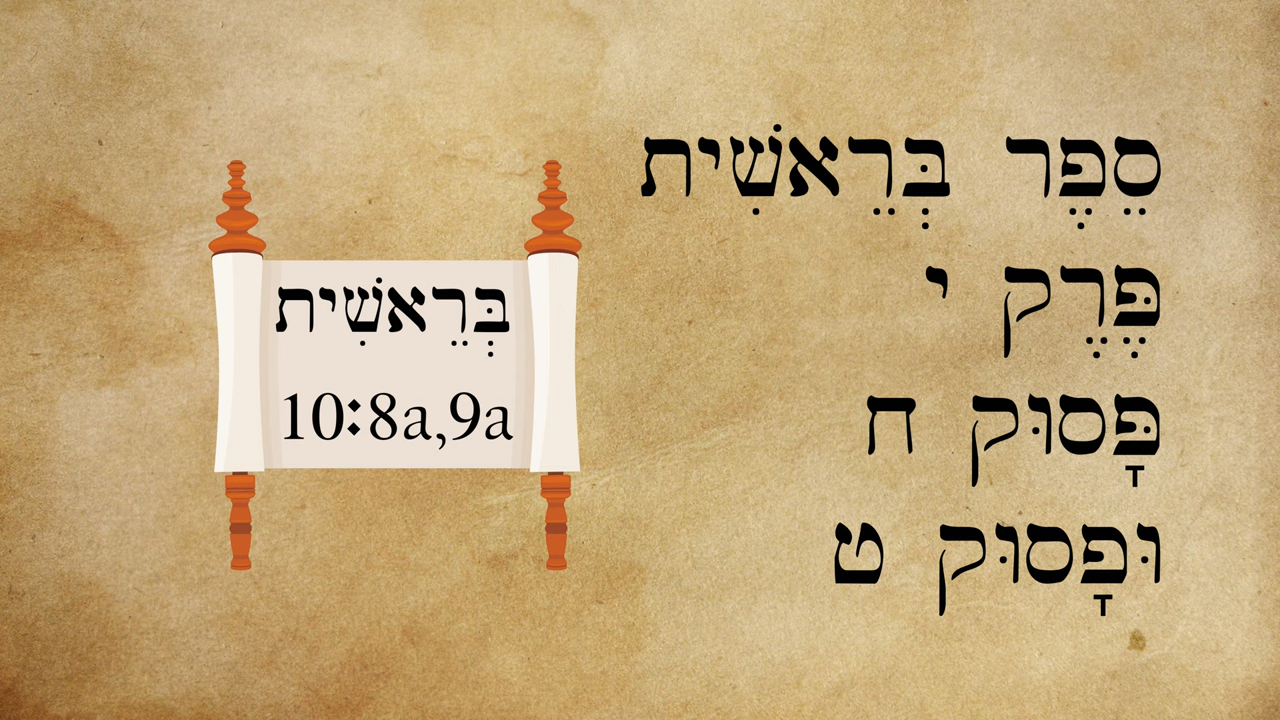 בְּרֵאשִׁית
10:8a,9a
סֵפֶר בְּרֵאשִׁית
פֶּרֶק י
פָּסוּק ח
וּפָסוּק ט